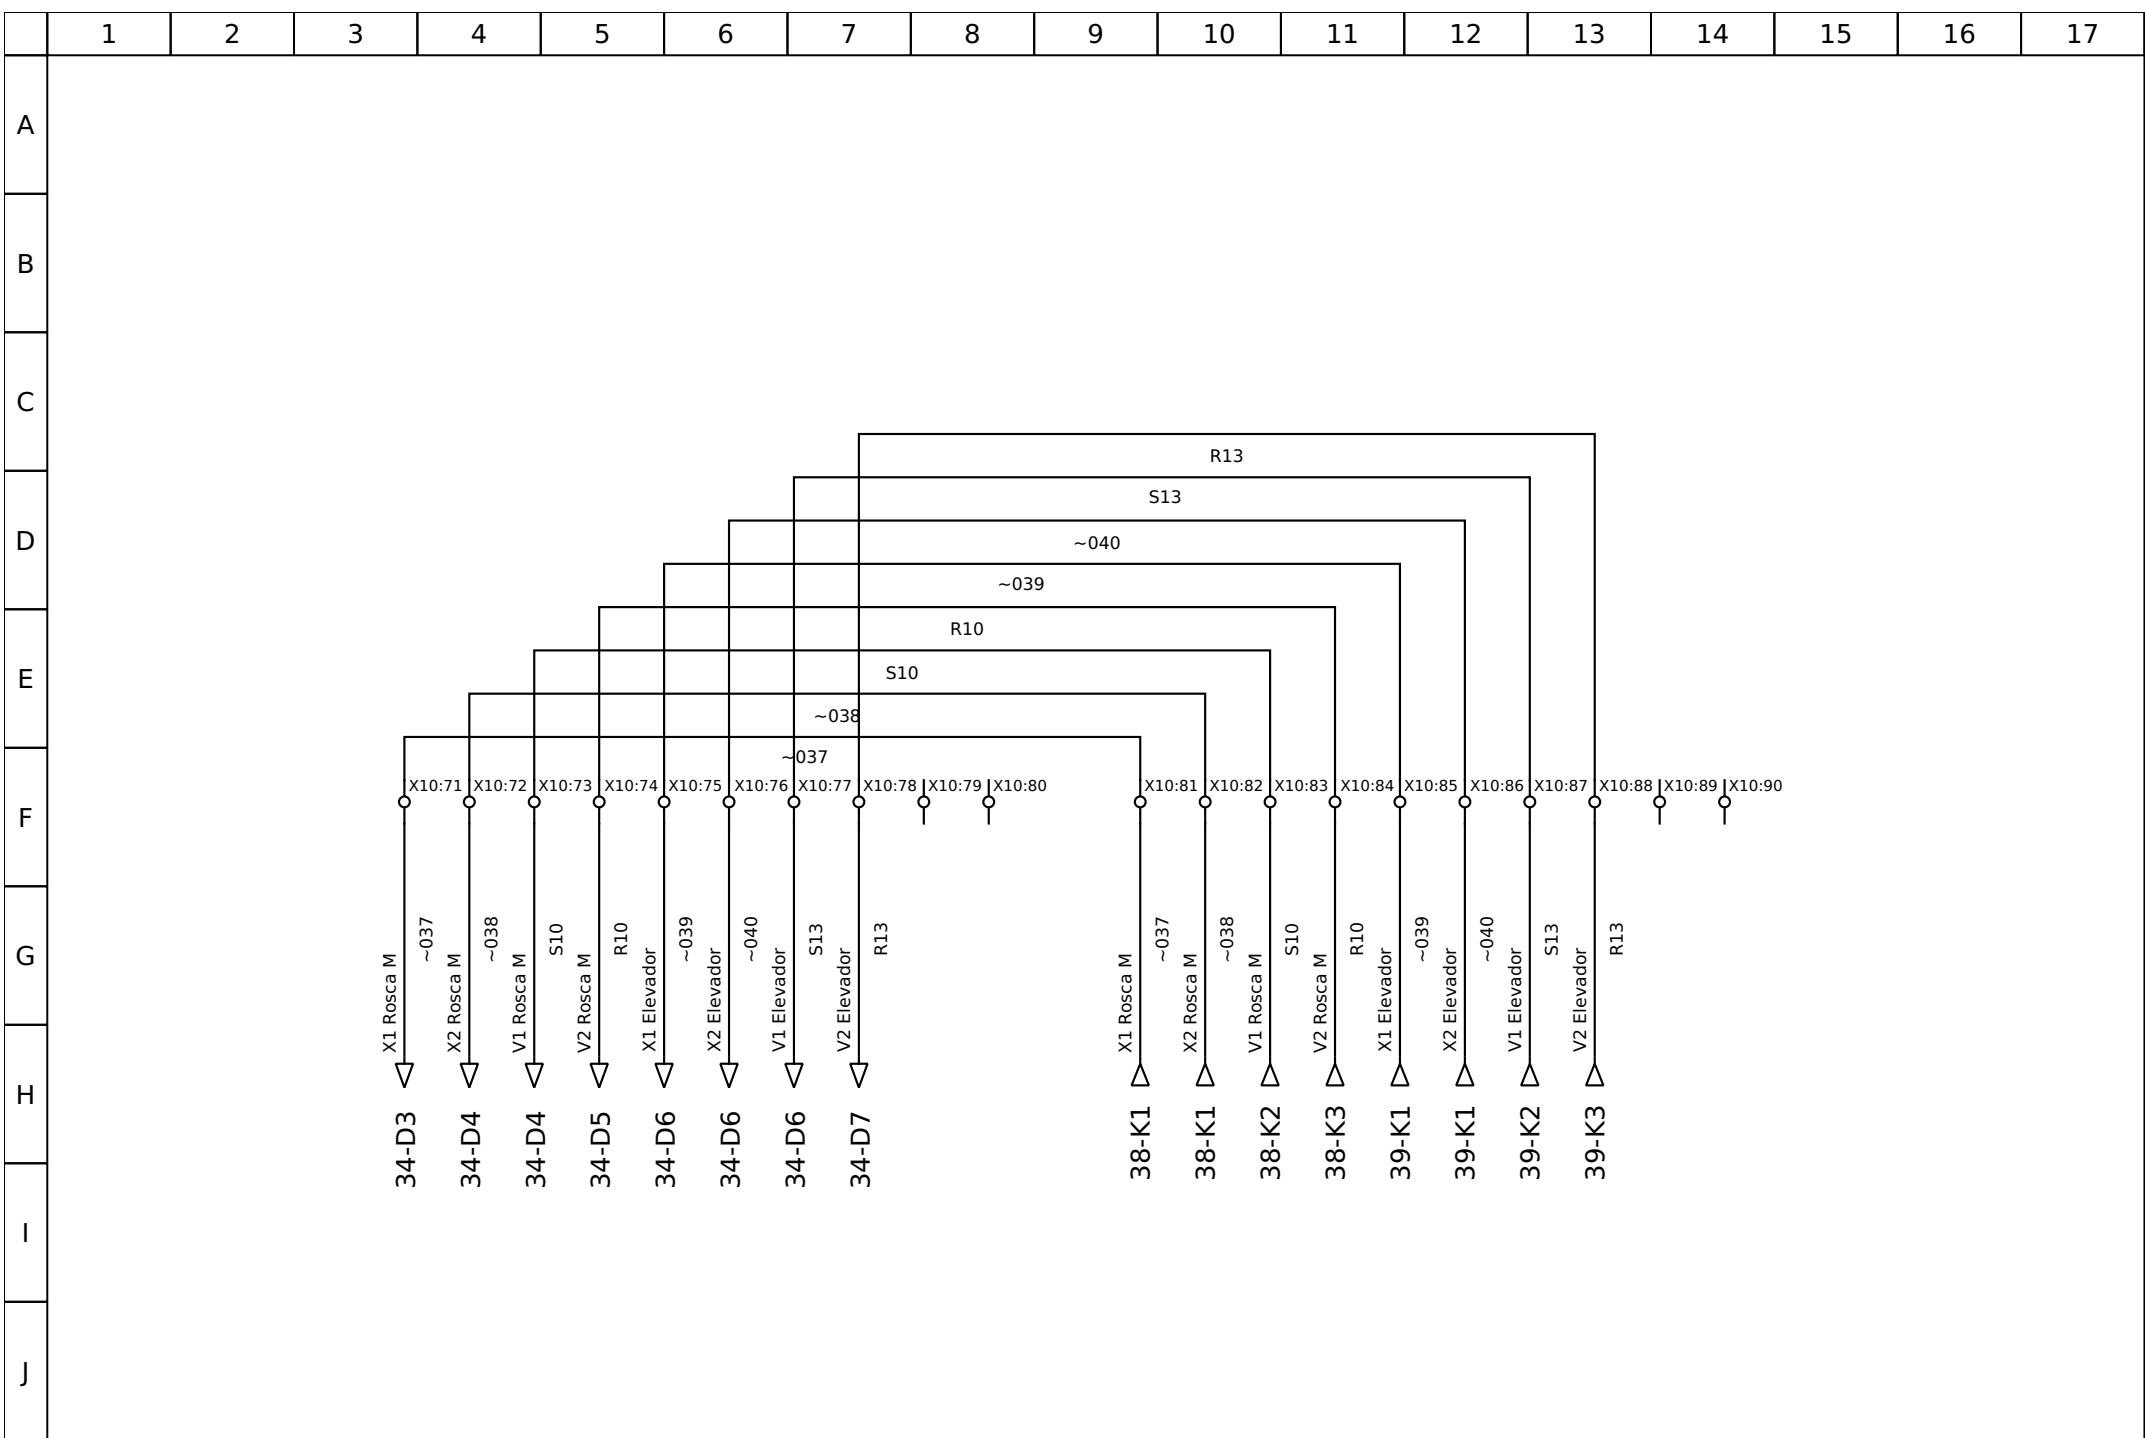 1 2 3 4 5 6 7 8 9 10 11 12 13 14 15 16 17
A
B
C
R13
S13
D
~040
~039
R10
E
S10
~038
~037
X10:71 X10:72 X10:73 X10:74 X10:75 X10:76 X10:77 X10:78 X10:79 X10:80 X10:81 X10:82 X10:83 X10:84 X10:85 X10:86 X10:87 X10:88 X10:89 X10:90
F
~037 ~038 S10 R10 ~039 ~040 S13 R13 ~037 ~038 S10 R10 ~039 ~040 S13 R13
G
X1 Rosca M X2 Rosca M V1 Rosca M V2 Rosca M X1 Elevador X2 Elevador V1 Elevador V2 Elevador X1 Rosca M X2 Rosca M V1 Rosca M V2 Rosca M X1 Elevador X2 Elevador V1 Elevador V2 Elevador
H
34-D3 34-D4 34-D4 34-D5 34-D6 34-D6 34-D6 34-D7 38-K1 38-K1 38-K2 38-K3 39-K1 39-K1 39-K2 39-K3
I
J